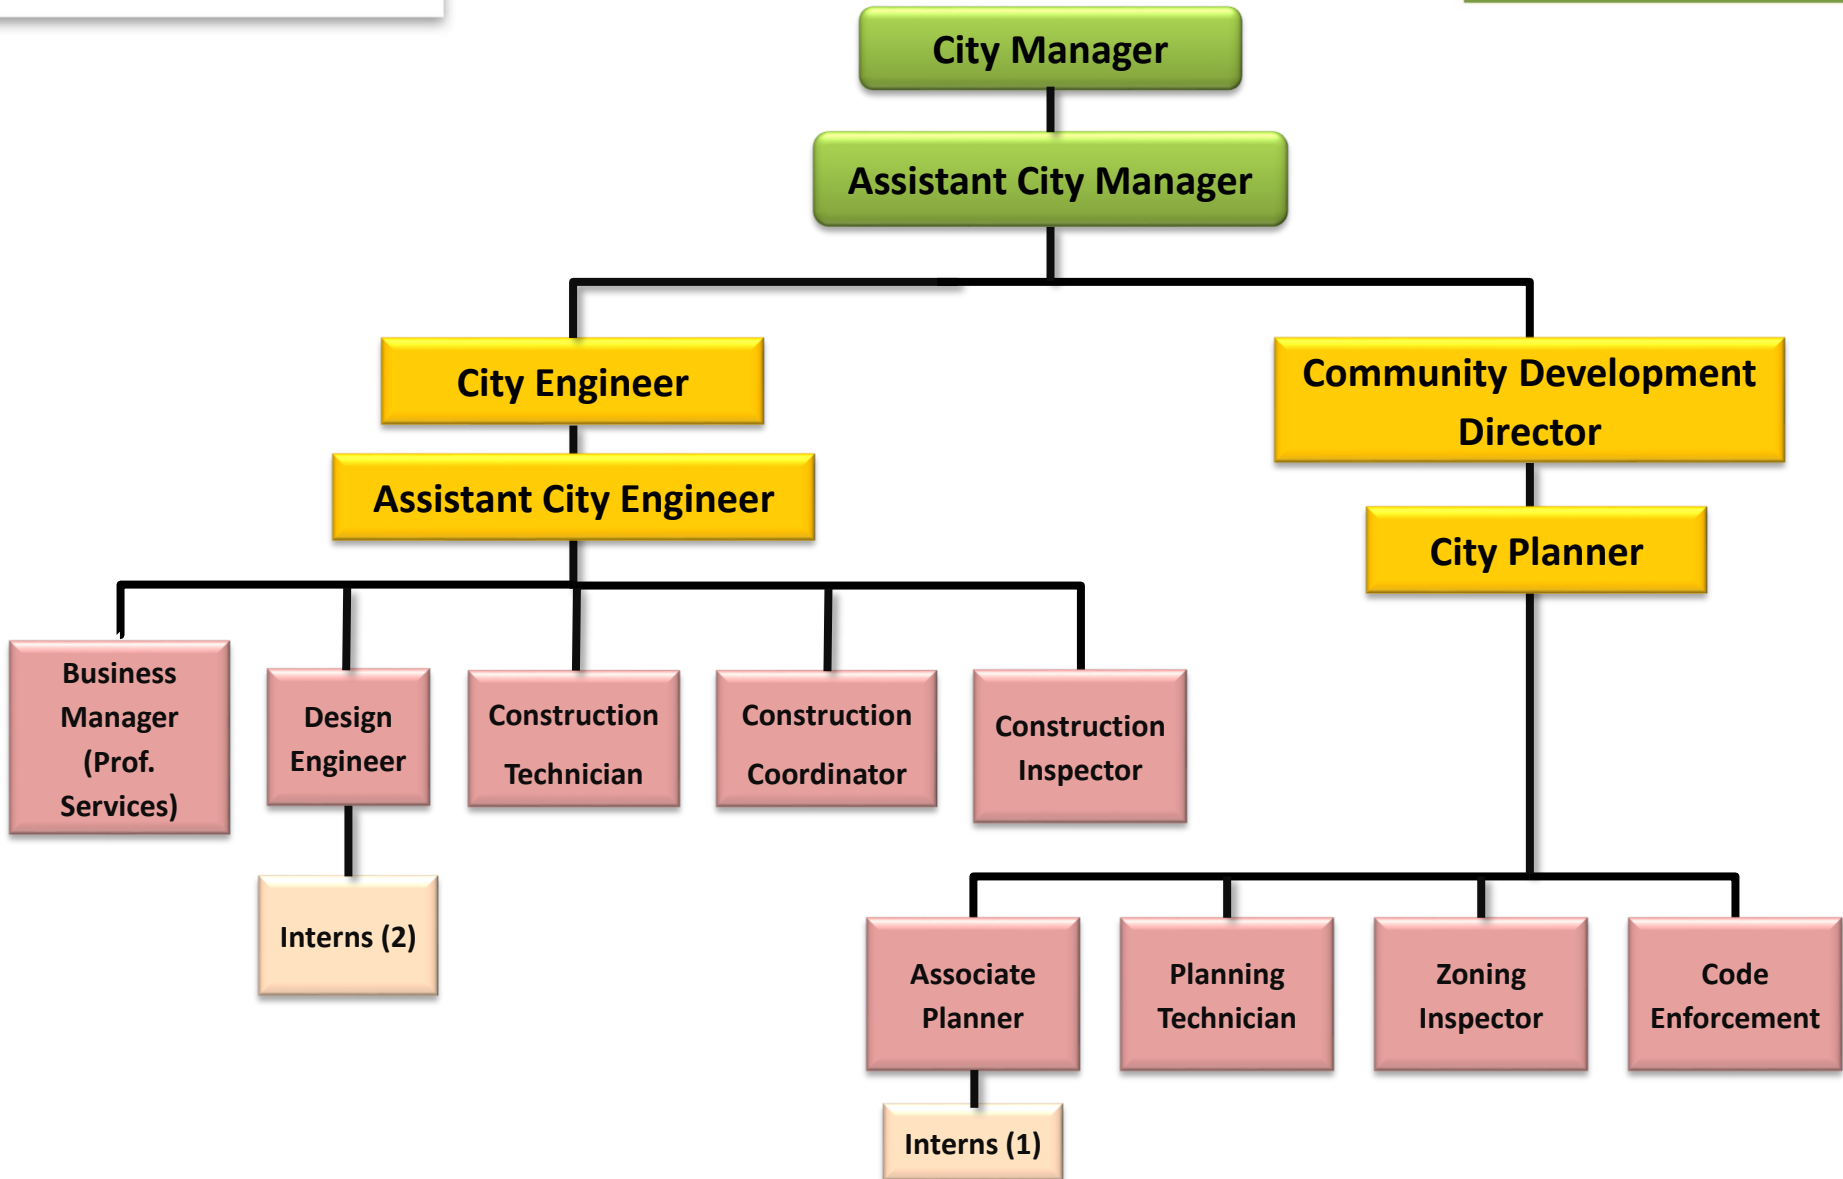 City Manager
Assistant City Manager
City Engineer
Community Development
Director
Assistant City Engineer
City Planner
Business
Manager
(Prof.
Services)
Design
Engineer
Construction
Technician
Construction
Coordinator
Construction
Inspector
Interns (2)
Associate
Planner
Planning
Technician
Zoning
Inspector
Code
Enforcement
Interns (1)